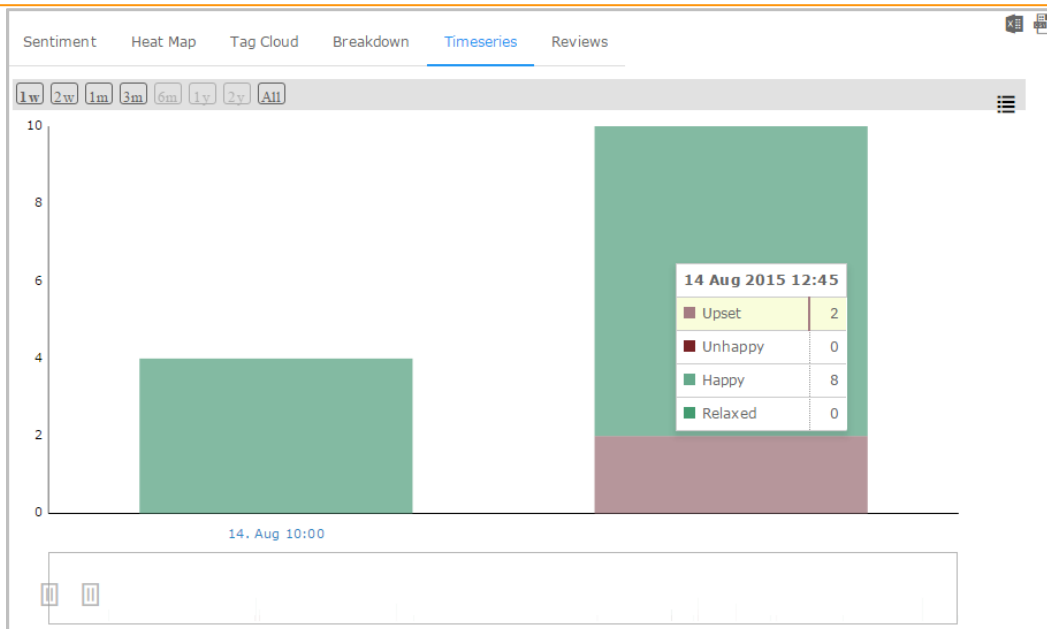 Sentiment Heat Map Tag Cloud Breakdown Timeseries Reviews
1w 2w 1m 3m 6m 1y 2y All
10
8
6
4
2
0
14 Aug 2015 12:45
Upset 2
Unhappy 0
Happy 8
Relaxed 0
14. Aug 10:00